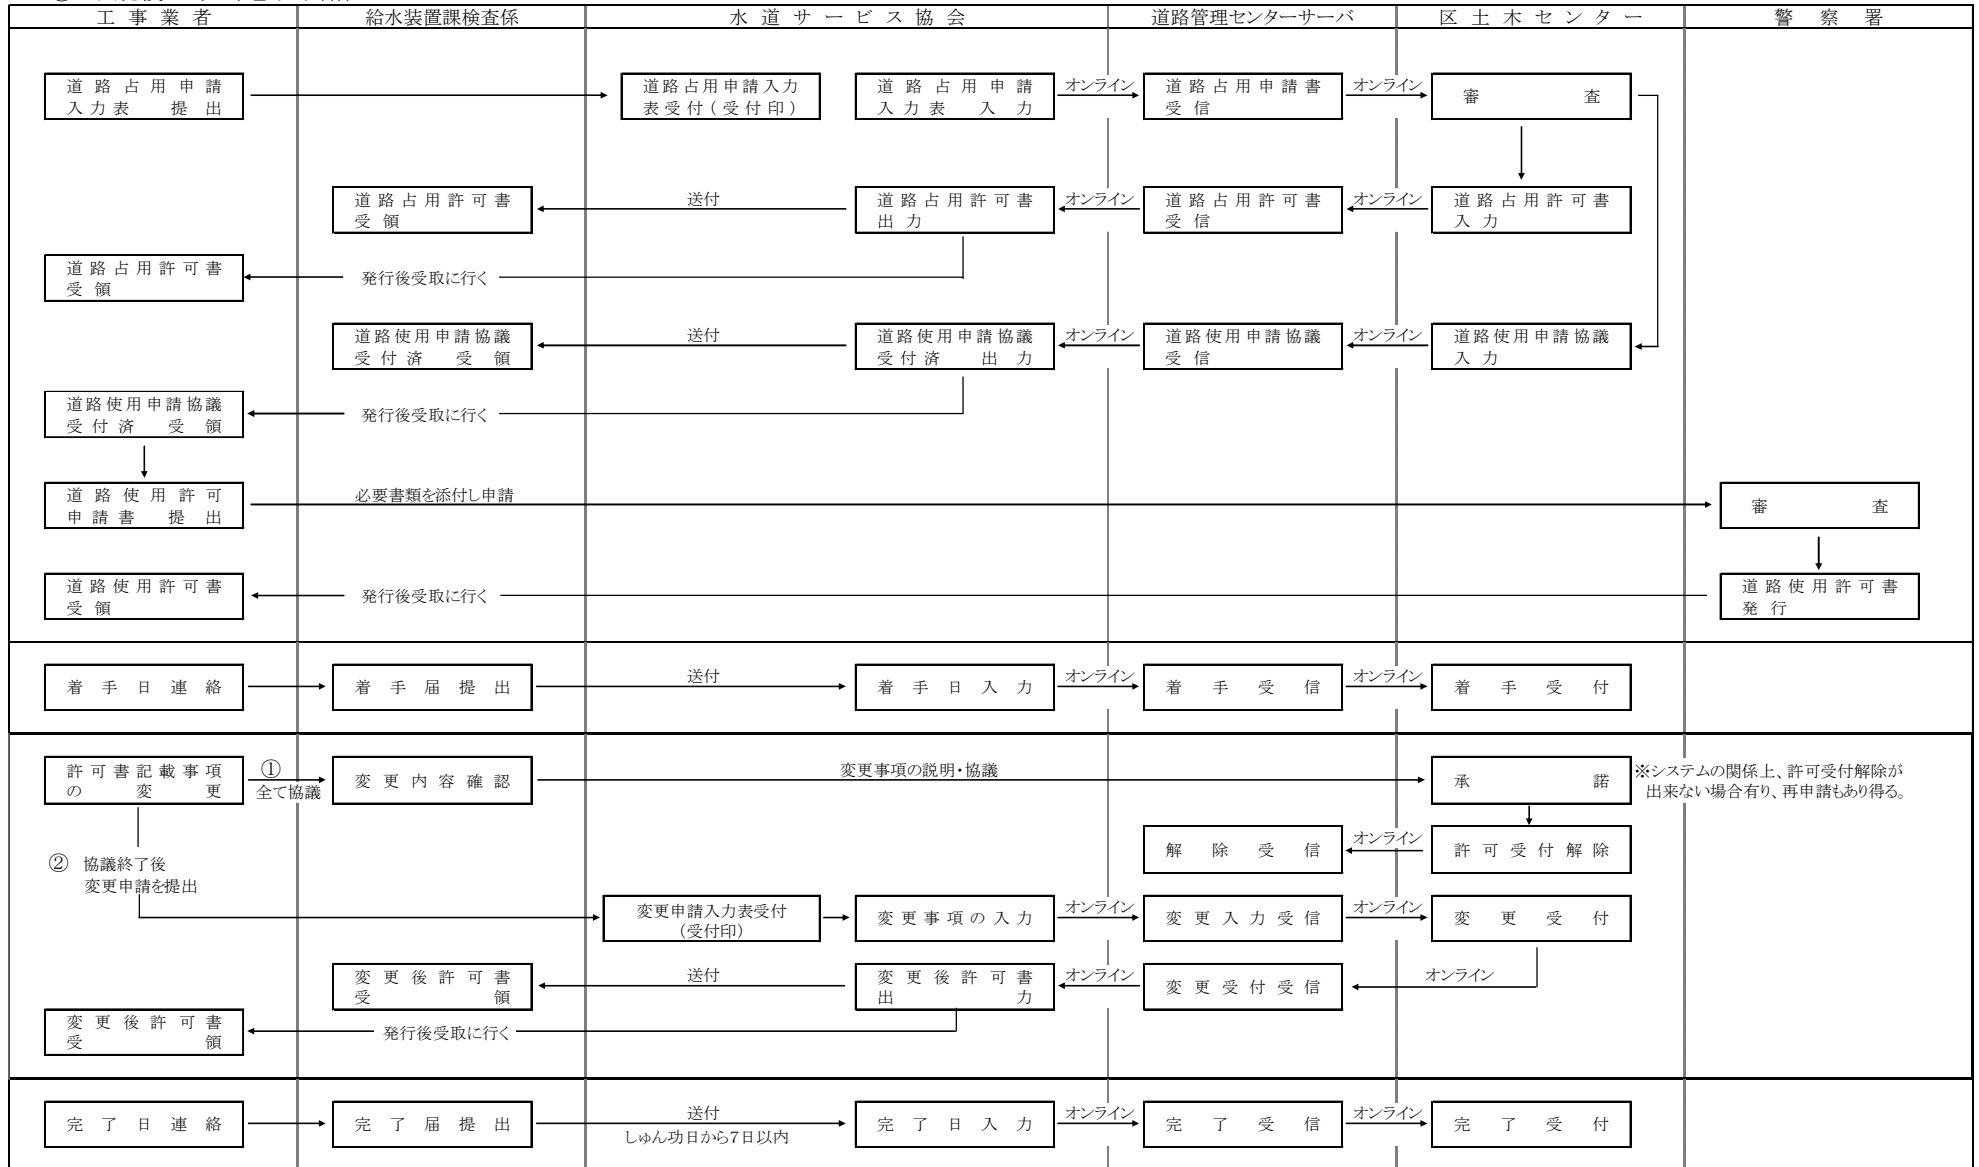 工事業者 給水装置課検査係 水道サービス協会 道路管理センターサーバ 区土木センター 警察署
道路占用申請
入力表 提出
道路占用申請入力
表受付(受付印)
道路占用申請
入力表 入力
オンライン
道路占用申請書
受信
オンライン
審査
道路占用許可書
受領
送付
道路占用許可書
出力
オンライン
道路占用許可書
受信
オンライン
道路占用許可書
入力
道路占用許可書
受領
発行後受取に行く
道路使用申請協議
受付済 受領
送付
道路使用申請協議
受付済 出力
オンライン
道路使用申請協議
受信
オンライン
道路使用申請協議
入力
道路使用申請協議
受付済 受領
発行後受取に行く
道路使用許可
申請書 提出
必要書類を添付し申請
審査
道路使用許可書
受領
発行後受取に行く
道路使用許可書
発行
着手日連絡
着手届提出
送付
着手日入力
オンライン
着手受信
オンライン
着手受付
許可書記載事項
の変更
①
全て協議
変更内容確認
変更事項の説明・協議
承諾
※システムの関係上、許可受付解除が
出来ない場合有り、再申請もあり得る。
解除受信
オンライン
許可受付解除
② 協議終了後
変更申請を提出
変更申請入力表受付
(受付印)
変更事項の入力
オンライン
変更入力受信
オンライン
変更受付
変更後許可書
受領
送付
変更後許可書
出力
オンライン
変更受付受信
オンライン
変更後許可書
受領
発行後受取に行く
完了日連絡
完了届提出
送付
しゅん功日から7日以内
完了日入力
オンライン
完了受信
オンライン
完了受付